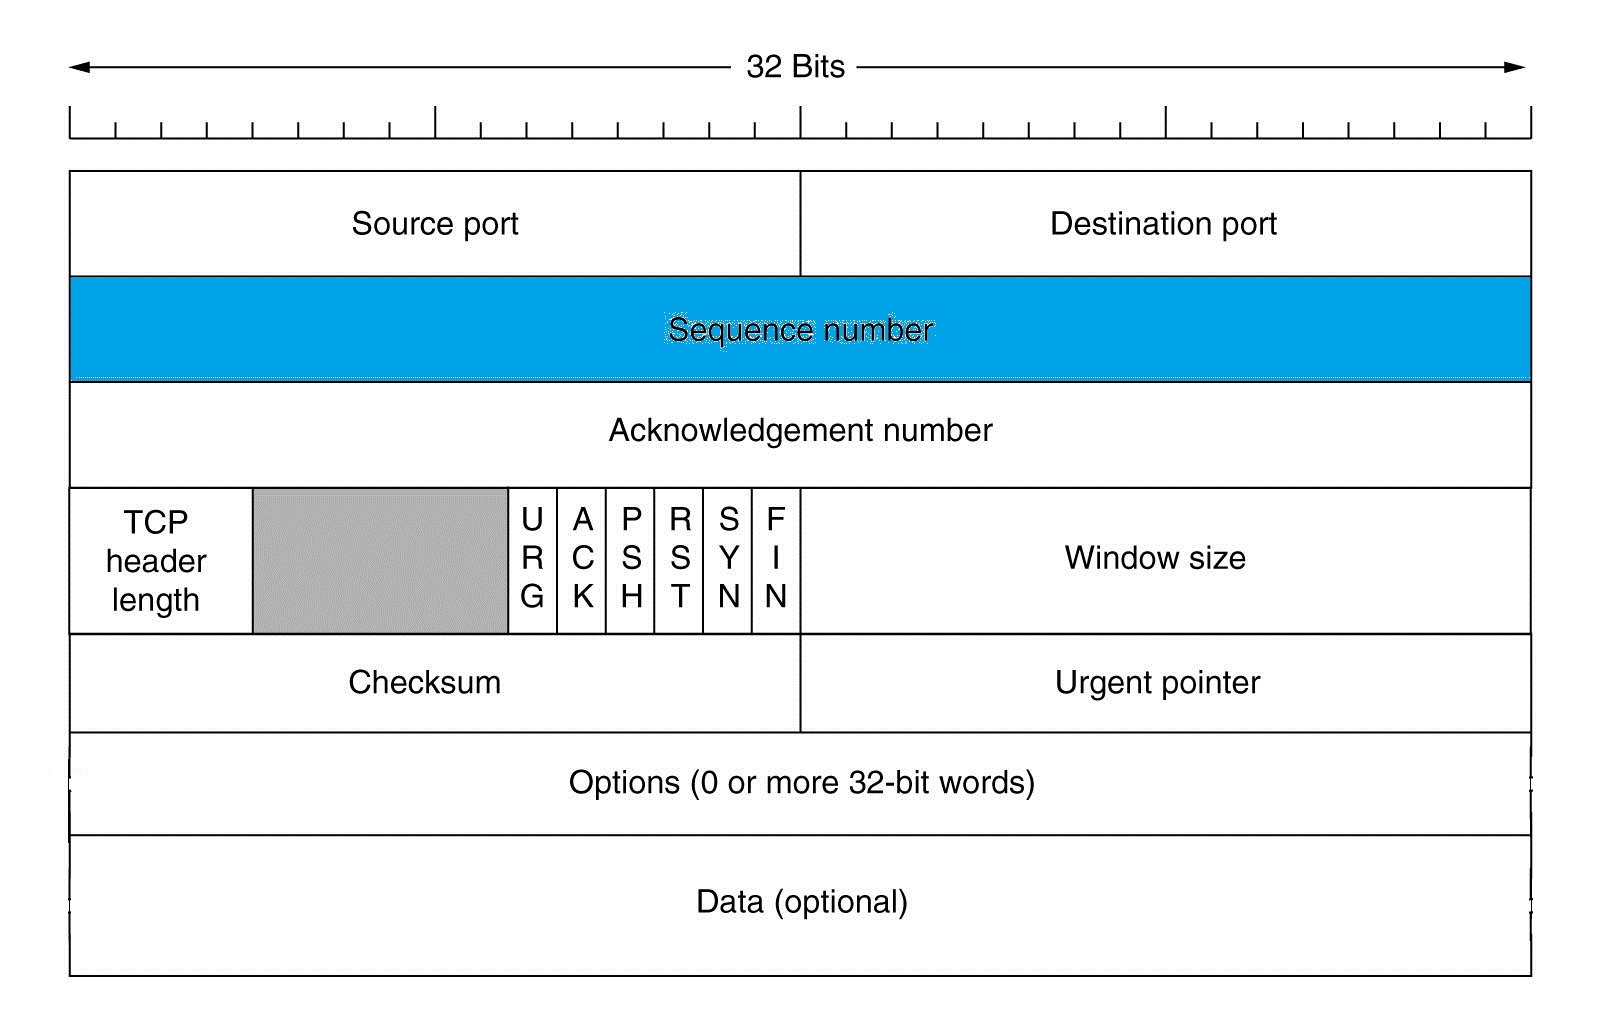 32 Bits
Source port
Destination port
Sequence number
Acknowledgement number
TCP
header
length
URG
ACK
PSH
RST
SYN
FIN
Window size
Checksum
Urgent pointer
Options (0 or more 32-bit words)
Data (optional)